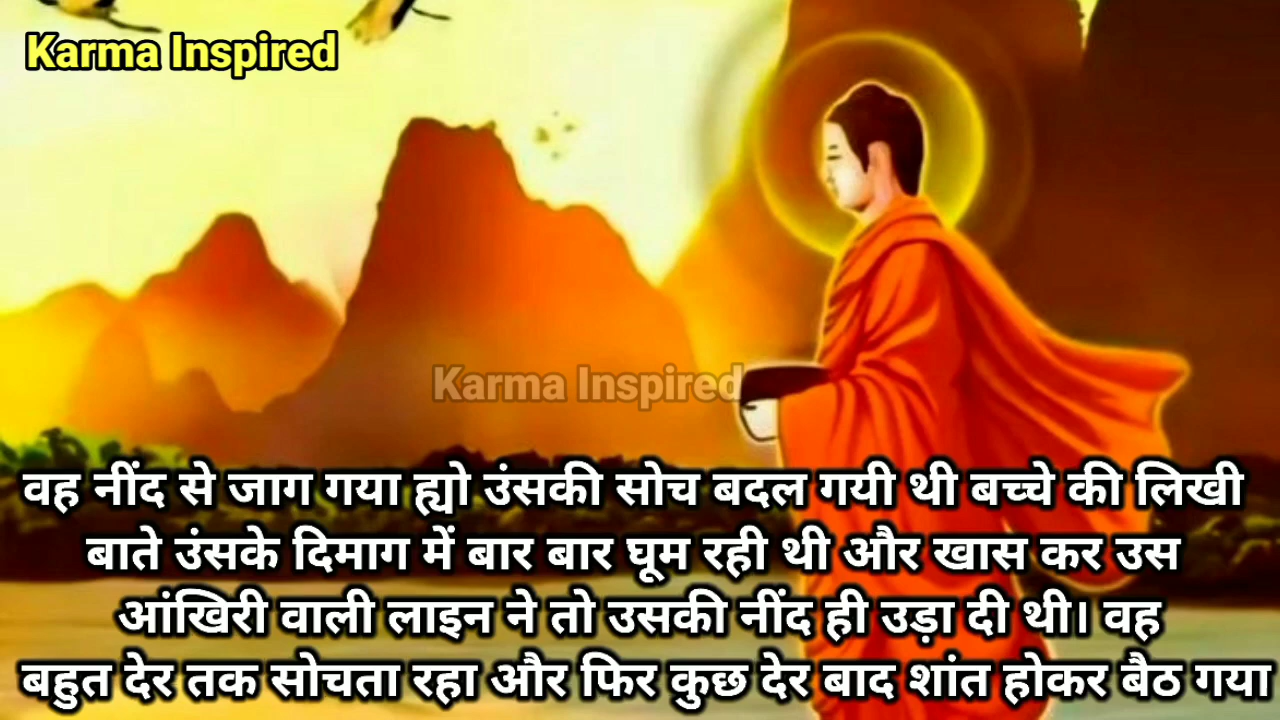 Karma Inspired
Karma Inspired
वह नींद से जाग गया ह्यो उंसकी सोच बदल गयी थी बच्चे की लिखी
बाते उंसके दिमाग में बार बार घूम रही थी और खास कर उस
आंखिरी वाली लाइन ने तो उसकी नींद ही उड़ा दी थी। वह
बहुत देर तक सोचता रहा और फिर कुछ देर बाद शांत होकर बैठ गया